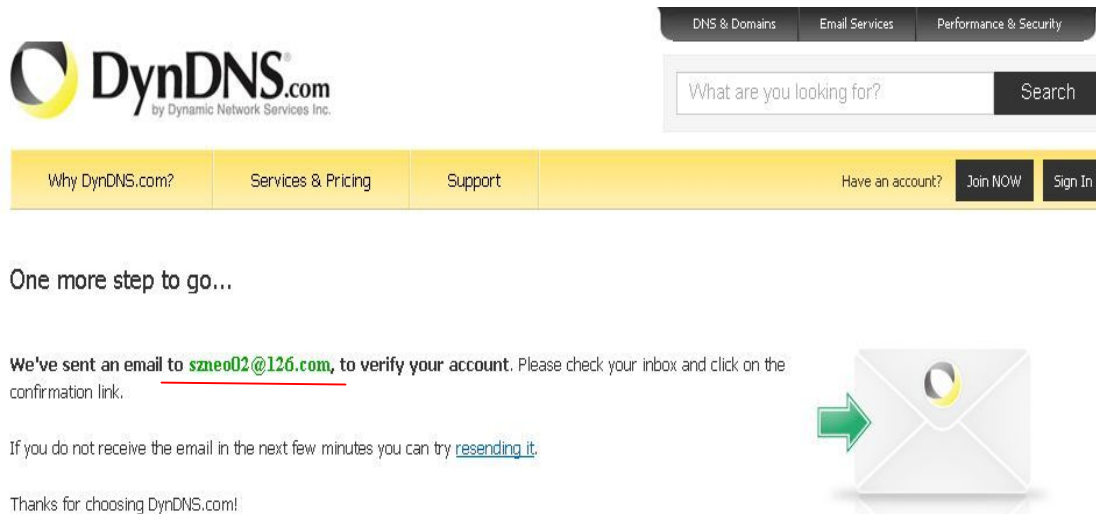 DNS & Domains Email Services Performance & Security
DynDNS.com
by Dynamic Network Services Inc.
What are you looking for? Search
Why DynDNS.com? Services & Pricing Support Have an account? Join NOW Sign In
One more step to go...
We've sent an email to szneo02@126.com, to verify your account. Please check your inbox and click on the
confirmation link.
If you do not receive the email in the next few minutes you can try resending it.
Thanks for choosing DynDNS.com!